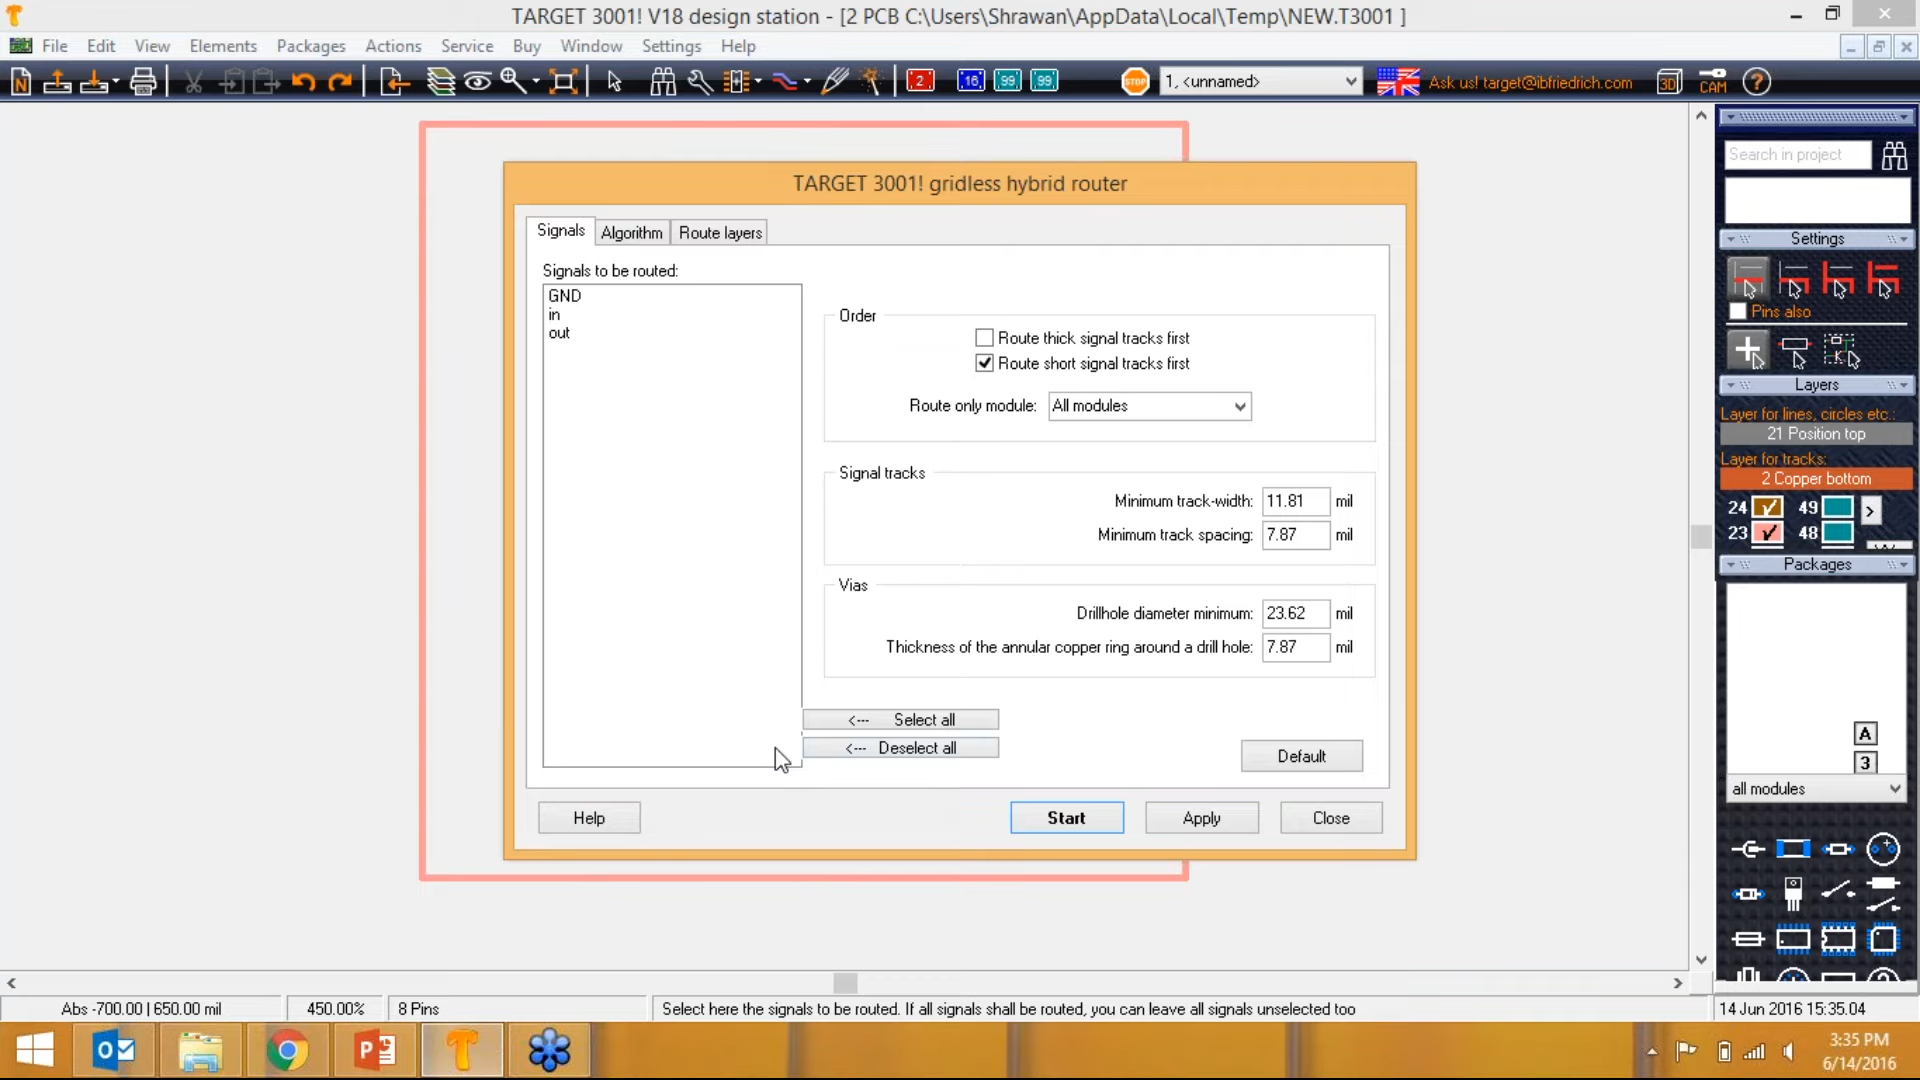 TARGET 3001! V18 design station - [2 PCB C:\Users\Shrawan\AppData\Local\Temp\NEW.T3001 ]
File Edit View Elements Packages Actions Service Buy Window Settings Help
2 16 99 99 STOP 1, <unnamed> Ask us! target@ibfriedrich.com 3D CAM ?
TARGET 3001! gridless hybrid router
Signals Algorithm Route layers
Signals to be routed:
GND
in
out
Order
Route thick signal tracks first
Route short signal tracks first
Route only module: All modules
Signal tracks
Minimum track-width: 11.81 mil
Minimum track spacing: 7.87 mil
Vias
Drillhole diameter minimum: 23.62 mil
Thickness of the annular copper ring around a drill hole: 7.87 mil
<--- Select all
<--- Deselect all
Default
Help Start Apply Close
Search in project
Settings
Pins also
Layers
Layer for lines, circles etc.:
21 Position top
Layer for tracks:
2 Copper bottom
24 49 >
23 48
Packages
A
3
all modules
Abs -700.00 | 650.00 mil 450.00% 8 Pins Select here the signals to be routed. If all signals shall be routed, you can leave all signals unselected too 14 Jun 2016 15:35.04
3:35 PM
6/14/2016